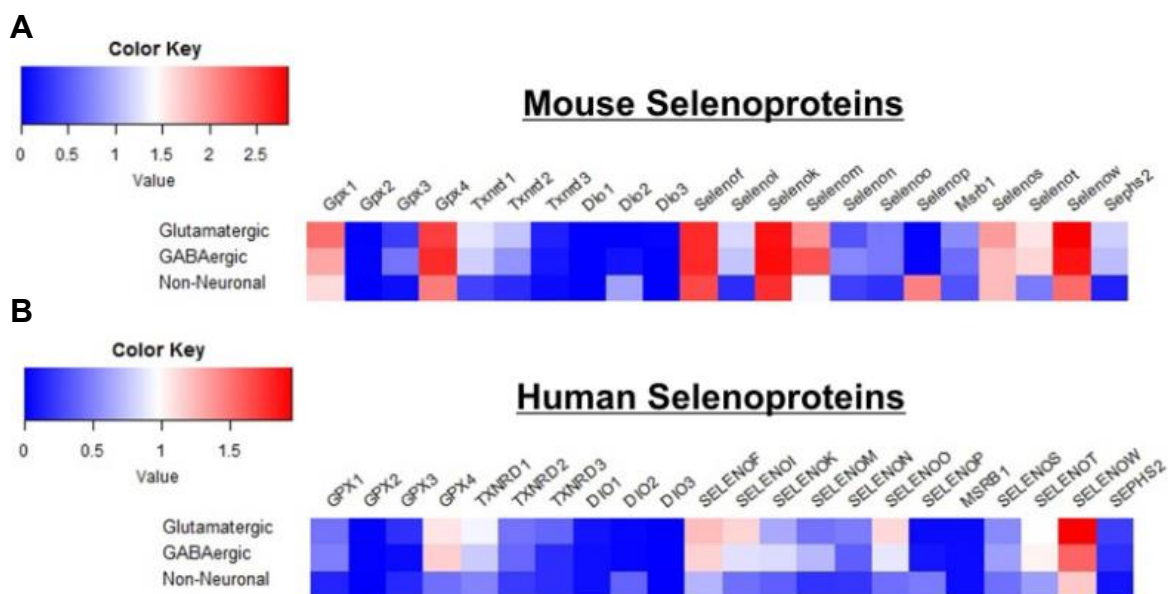 A
Color Key
0 0.5 1 1.5 2 2.5
Value
Mouse Selenoproteins
Gpx1 Gpx2 Gpx3 Gpx4 Txnrd1 Txnrd2 Txnrd3 Dio1 Dio2 Dio3 Selenof Selenoi Selenok Selenom Selenon Selenoo Selenop Msrb1 Selenos Selenot Selenow Sephs2
Glutamatergic
GABAergic
Non-Neuronal
B
Color Key
0 0.5 1 1.5
Value
Human Selenoproteins
GPX1 GPX2 GPX3 GPX4 TXNRD1 TXNRD2 TXNRD3 DIO1 DIO2 DIO3 SELENOF SELENOI SELENOK SELENOM SELENON SELENOO SELENOP MSRB1 SELENOS SELENOT SELENOW SEPHS2
Glutamatergic
GABAergic
Non-Neuronal